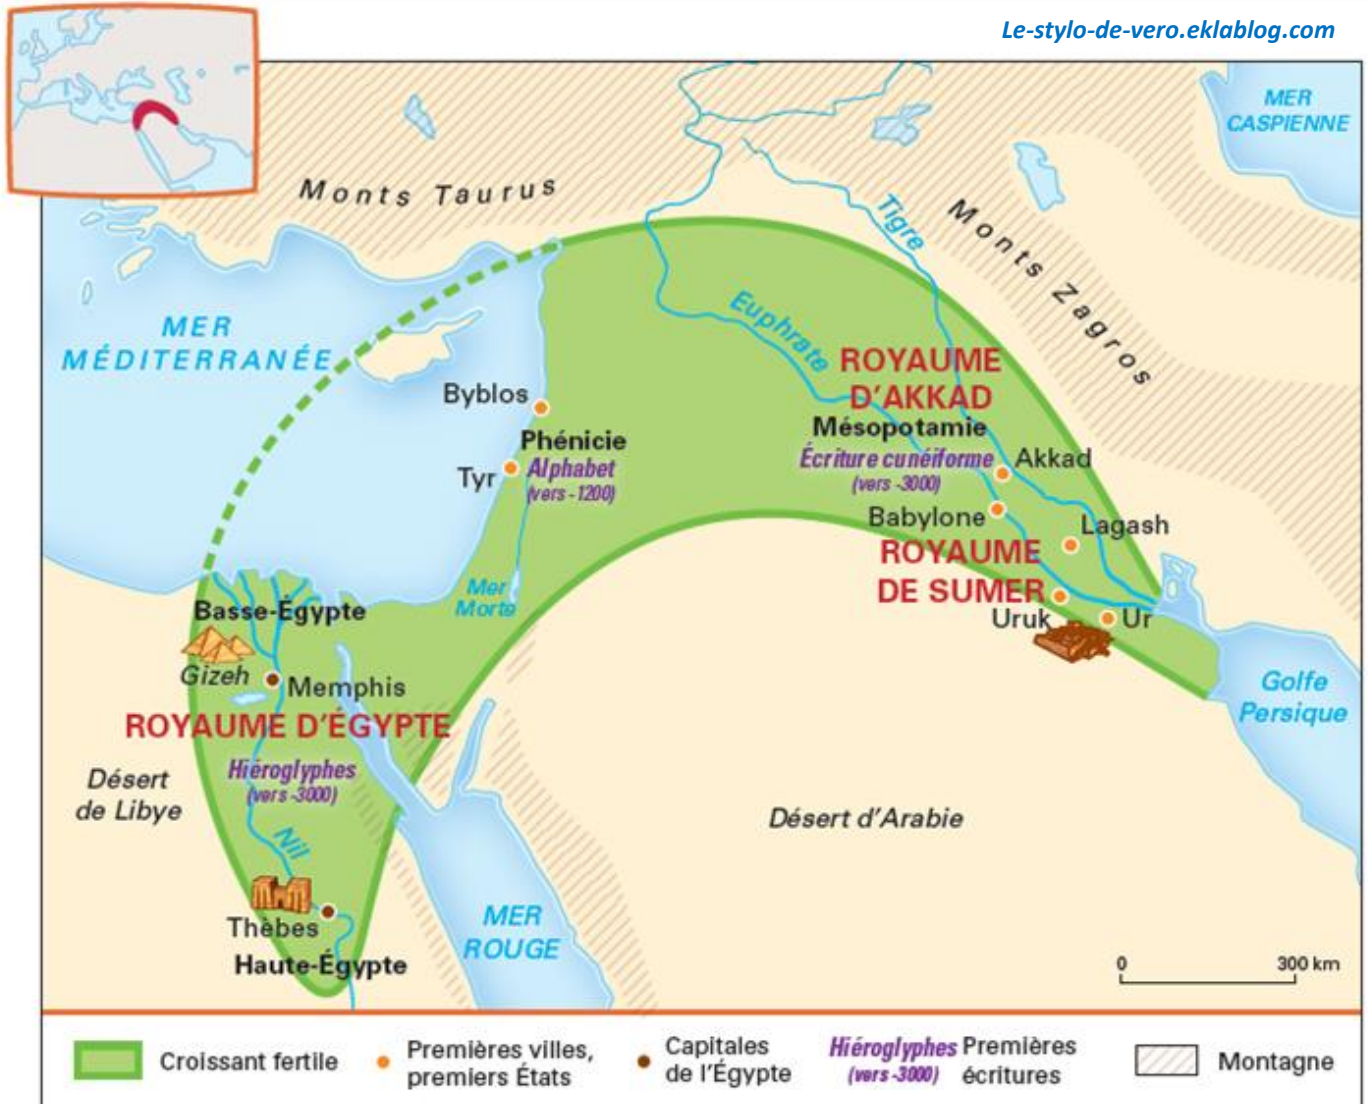 Le-stylo-de-vero.eklablog.com
MER
CASPIENNE
Monts Taurus
Tigre
Monts Zagros
MER
MÉDITERRANÉE
Euphrate
ROYAUME
D'AKKAD
Byblos
Mésopotamie
Phénicie
Écriture cunéiforme
(vers -3000)
Akkad
Tyr
Alphabet
(vers -1200)
Babylone
Lagash
ROYAUME
DE SUMER
Mer
Morte
Basse-Égypte
Uruk
Ur
Gizeh
Memphis
Golfe
Persique
ROYAUME D'ÉGYPTE
Hiéroglyphes
(vers -3000)
Désert
de Libye
Désert d'Arabie
Nil
Thèbes
MER
ROUGE
Haute-Égypte
0 300 km
Croissant fertile
Premières villes,
premiers États
Capitales
de l'Égypte
Hiéroglyphes
(vers -3000)
Premières
écritures
Montagne